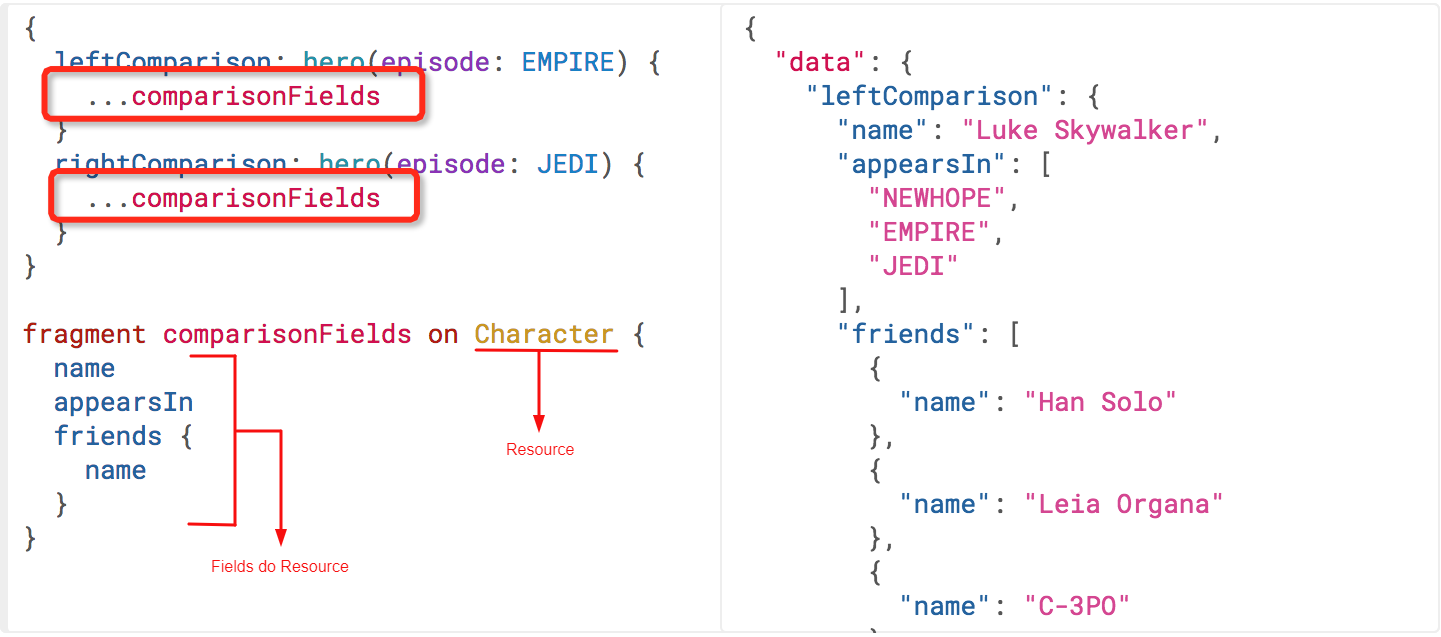 {
  leftComparison: hero(episode: EMPIRE) {
    ...comparisonFields
  }
  rightComparison: hero(episode: JEDI) {
    ...comparisonFields
  }
}
fragment comparisonFields on Character {
  name
  appearsIn
  friends {
    name
  }
}
Resource
Fields do Resource
{
  "data": {
    "leftComparison": {
      "name": "Luke Skywalker",
      "appearsIn": [
        "NEWHOPE",
        "EMPIRE",
        "JEDI"
      ],
      "friends": [
        {
          "name": "Han Solo"
        },
        {
          "name": "Leia Organa"
        },
        {
          "name": "C-3PO"